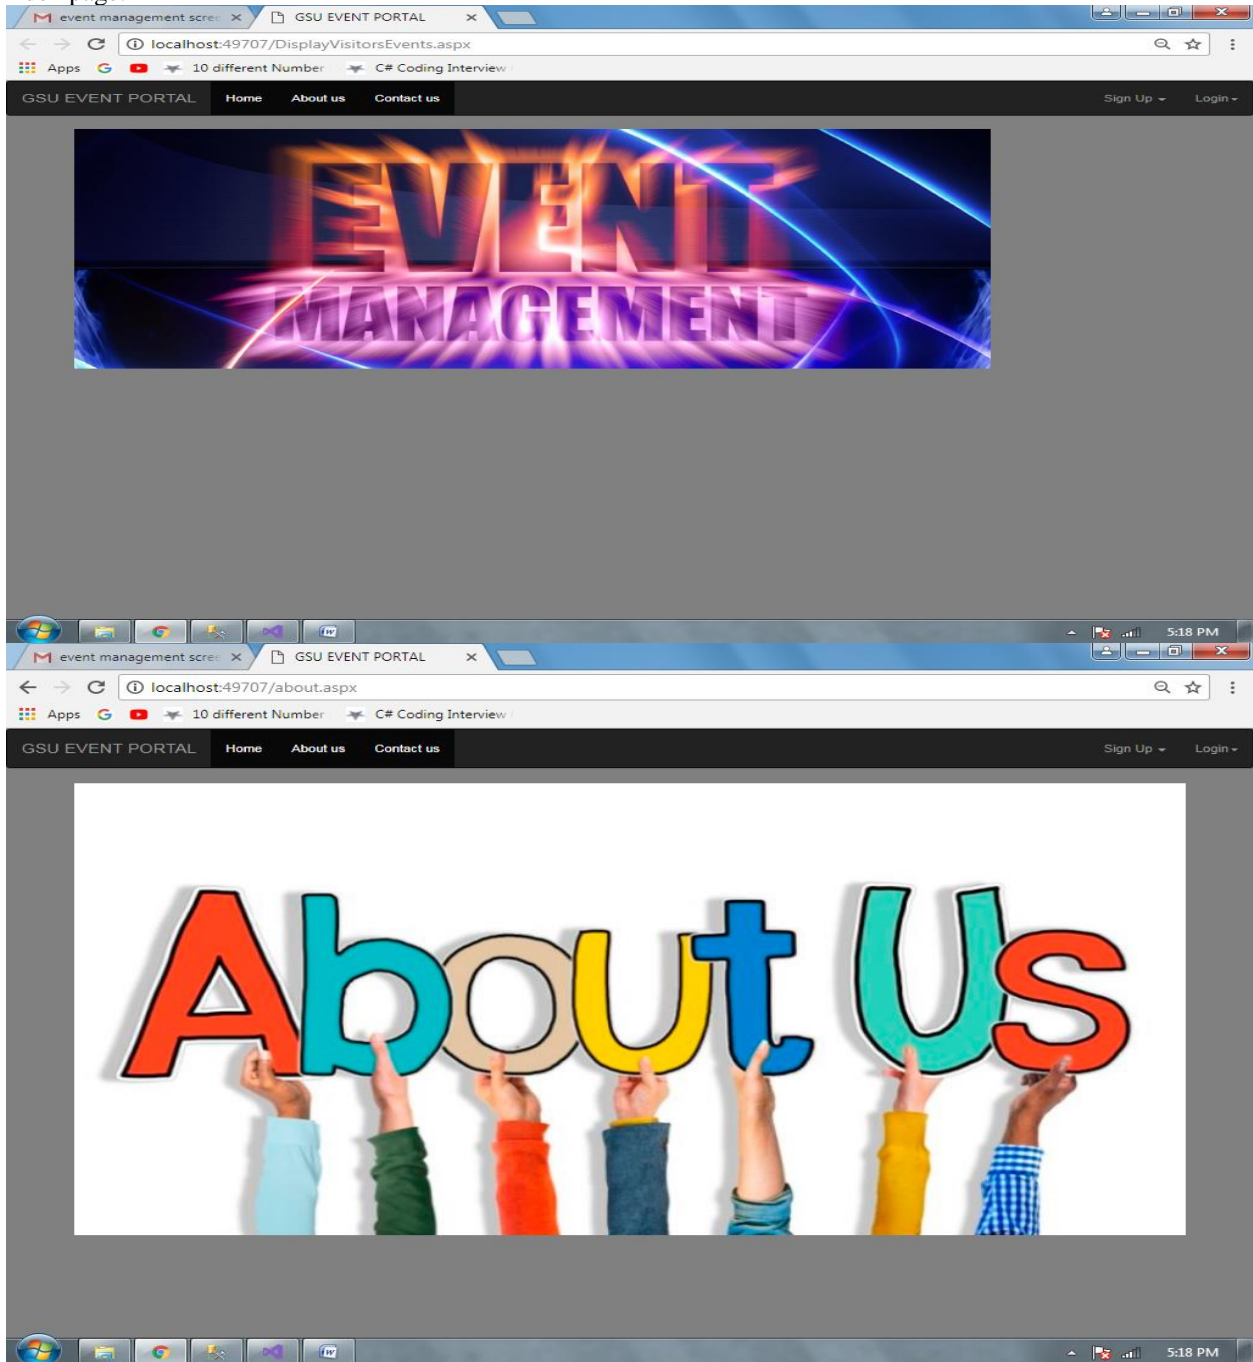 event management scree
GSU EVENT PORTAL
localhost:49707/DisplayVisitorsEvents.aspx
Apps
10 different Number
C# Coding Interview
GSU EVENT PORTAL Home About us Contact us Sign Up Login
EVENT
MANAGEMENT
5:18 PM
event management scree
GSU EVENT PORTAL
localhost:49707/about.aspx
Apps
10 different Number
C# Coding Interview
GSU EVENT PORTAL Home About us Contact us Sign Up Login
About Us
5:18 PM